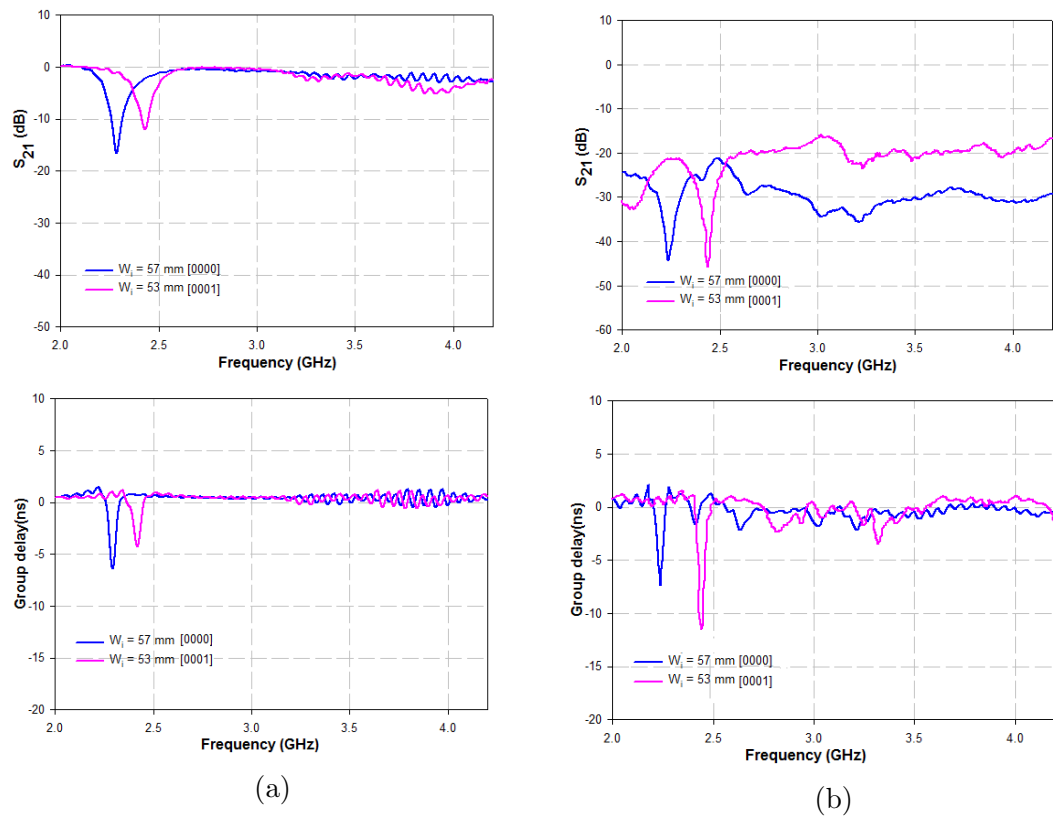 10
0
-10
-20
-30
-40
-50
S21 (dB)
Wi = 57 mm [0000]
Wi = 53 mm [0001]
2.0 2.5 3.0 3.5 4.0
Frequency (GHz)
10
0
-10
-20
-30
-40
-50
-60
S21 (dB)
Wi = 57 mm [0000]
Wi = 53 mm [0001]
2.0 2.5 3.0 3.5 4.0
Frequency (GHz)
10
5
0
-5
-10
-15
-20
Group delay(ns)
Wi = 57 mm [0000]
Wi = 53 mm [0001]
2.0 2.5 3.0 3.5 4.0
Frequency (GHz)
(a)
10
5
0
-5
-10
-15
-20
Group delay(ns)
Wi = 57 mm [0000]
Wi = 53 mm [0001]
2.0 2.5 3.0 3.5 4.0
Frequency (GHz)
(b)